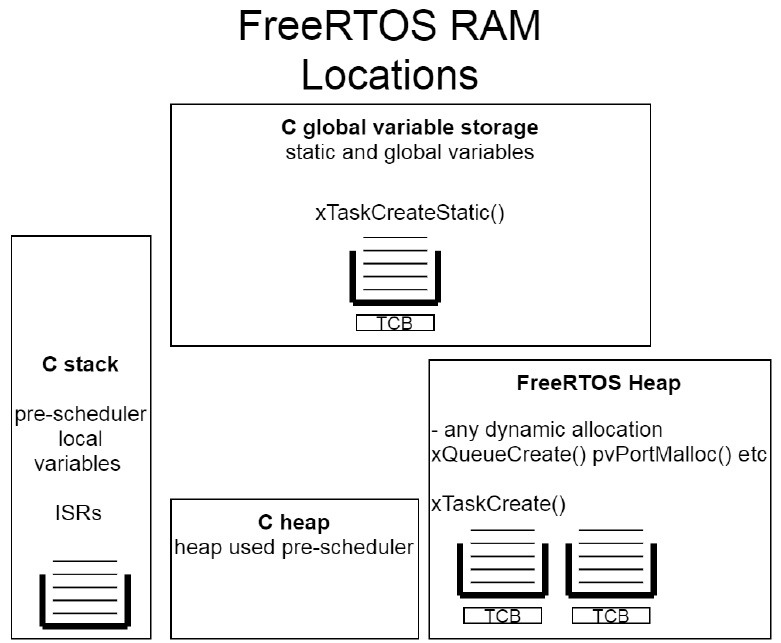 FreeRTOS RAM
Locations
C global variable storage
static and global variables
xTaskCreateStatic()
TCB
C stack
pre-scheduler
local
variables
ISRs
C heap
heap used pre-scheduler
FreeRTOS Heap
- any dynamic allocation
xQueueCreate() pvPortMalloc() etc
xTaskCreate()
TCB
TCB